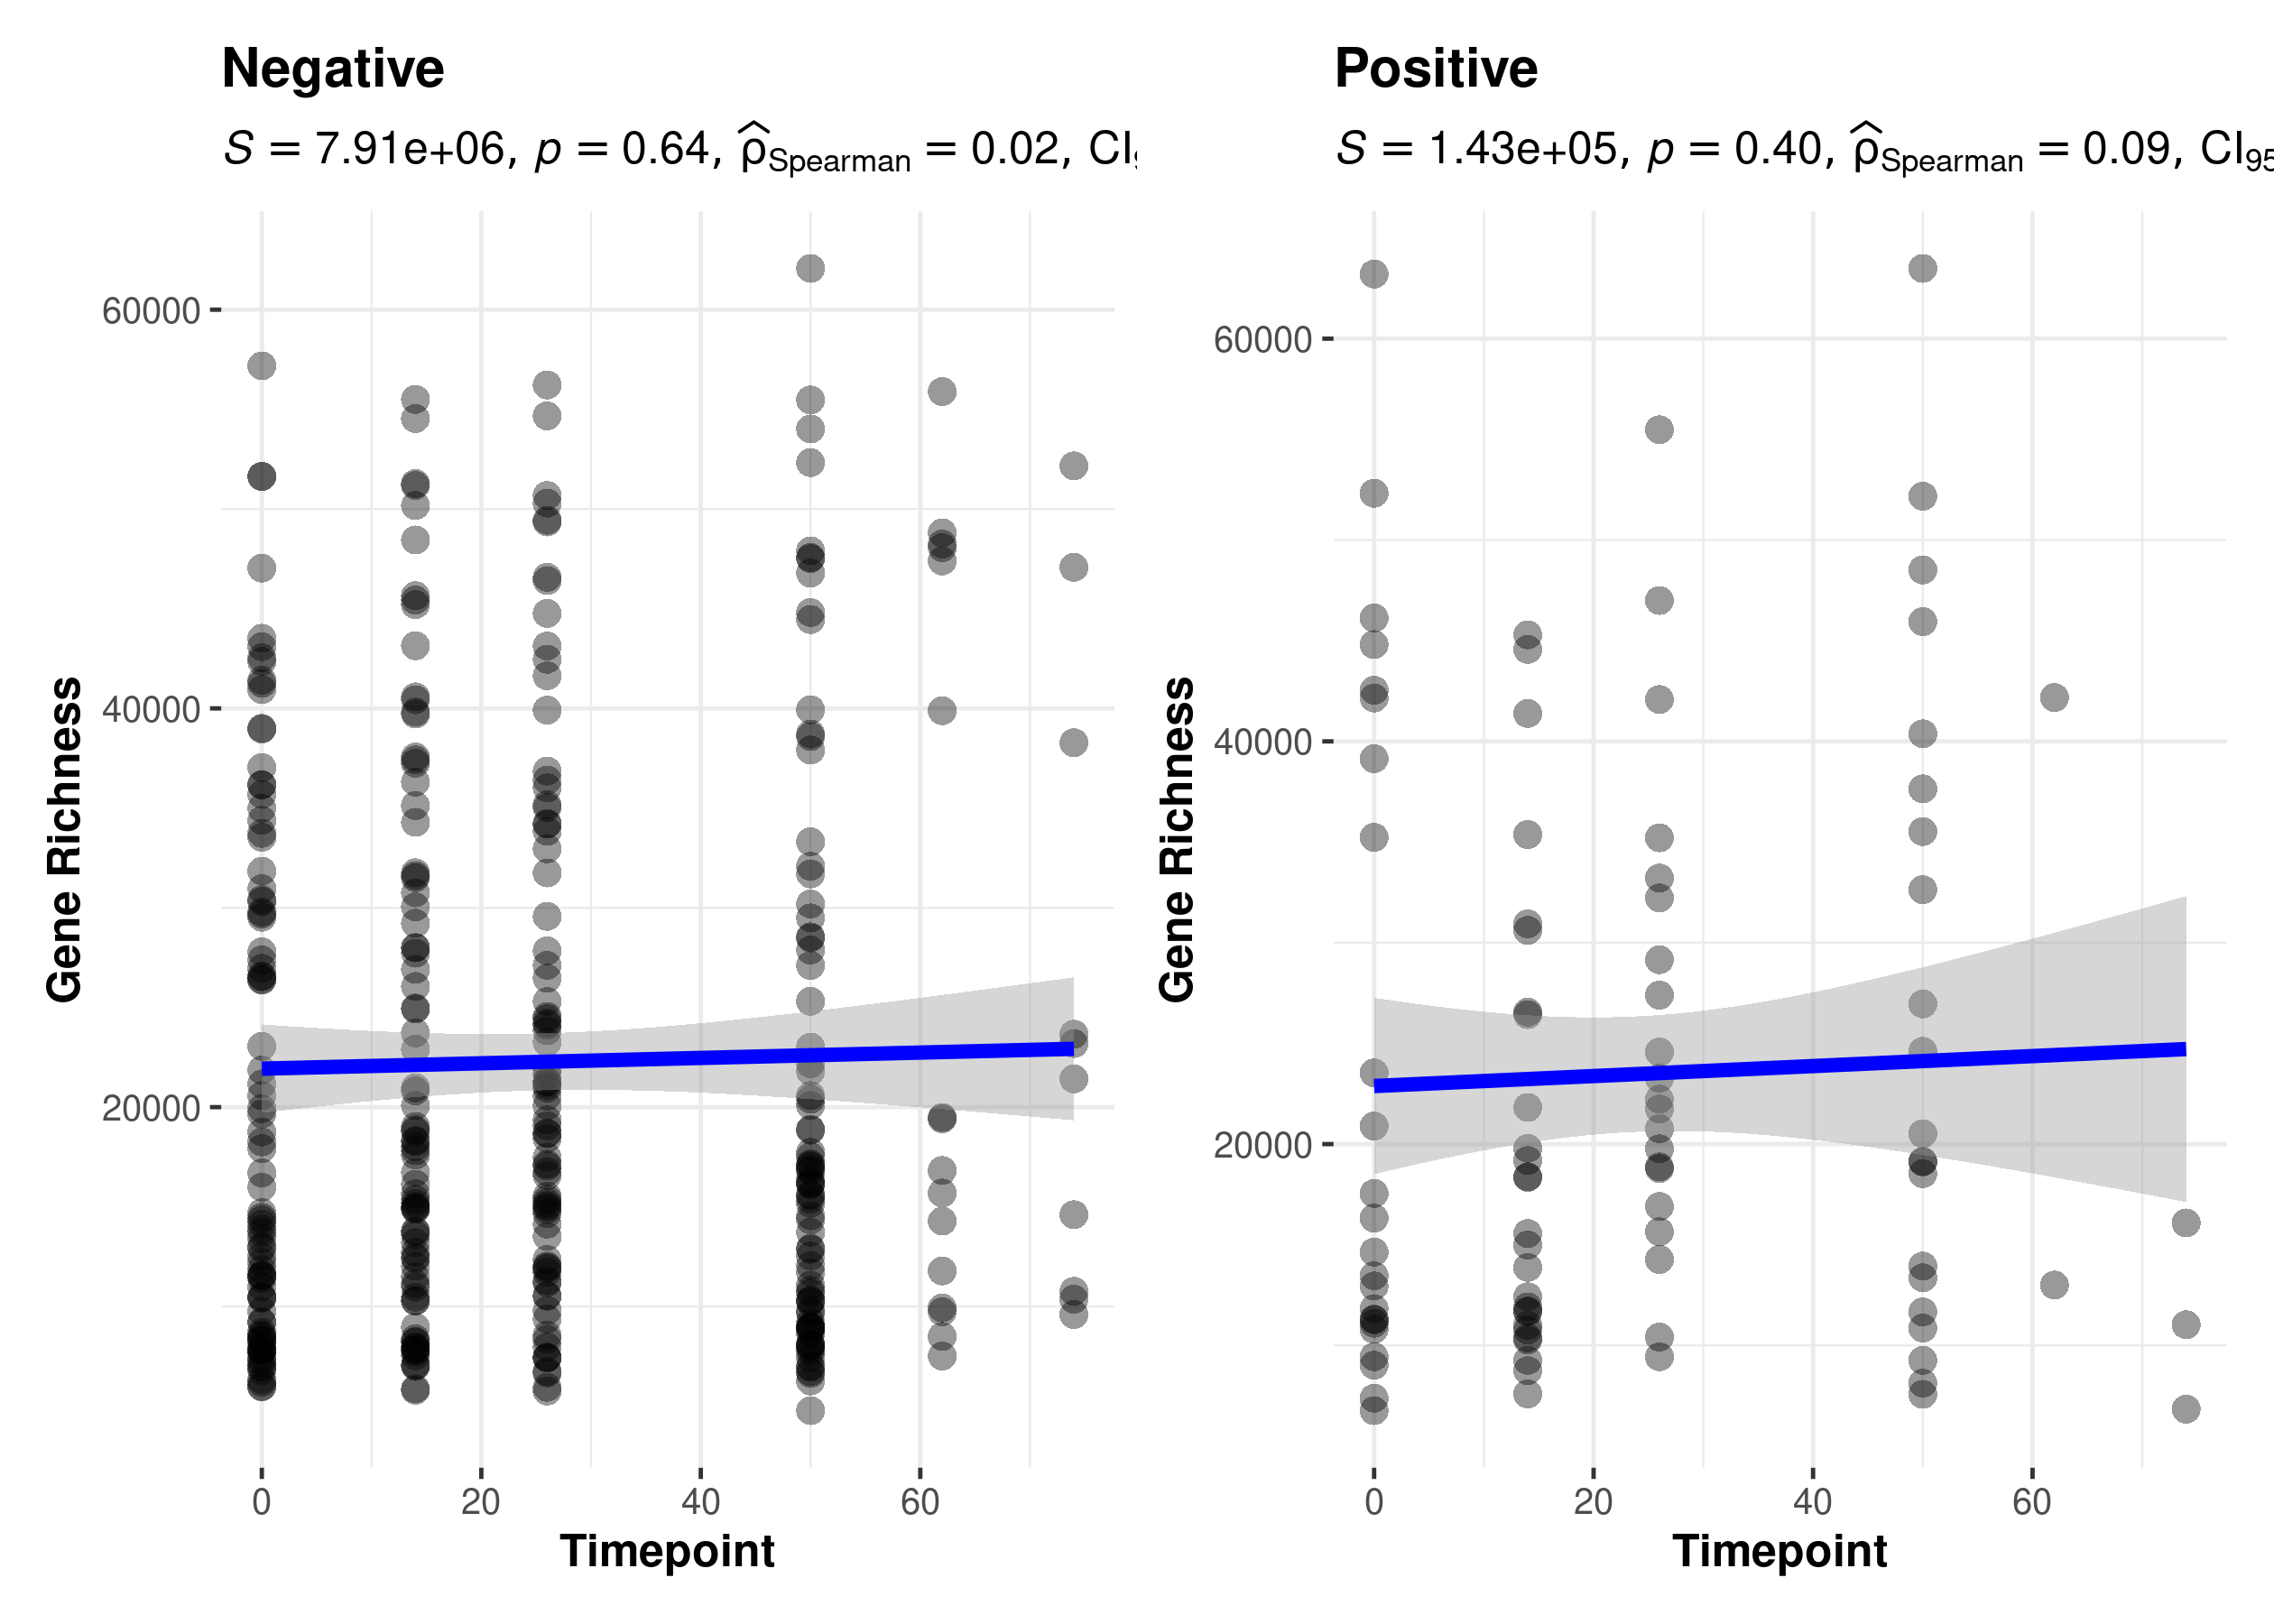 Negative
S = 7.91e+06, p = 0.64, ρ̂Spearman = 0.02, CI
Positive
S = 1.43e+05, p = 0.40, ρ̂Spearman = 0.09, CI95
Gene Richness
60000
40000
20000
0 20 40 60
Timepoint
Gene Richness
60000
40000
20000
0 20 40 60
Timepoint